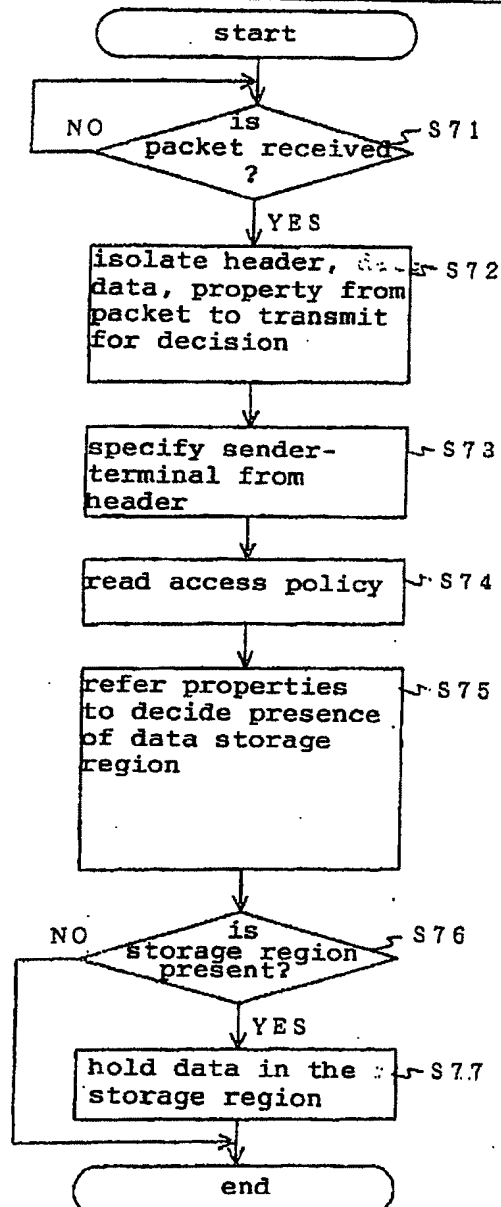 start
is
NO
packet received
S71
?
YES
isolate header,
S72
data, property from
packet to transmit
for decision
specify sender-
S73
terminal from
header
read access policy
S74
refer properties
S75
to decide presence
of data storage
region
is
NO
S76
storage region
present?
YES
hold data in the
S77
storage region
end